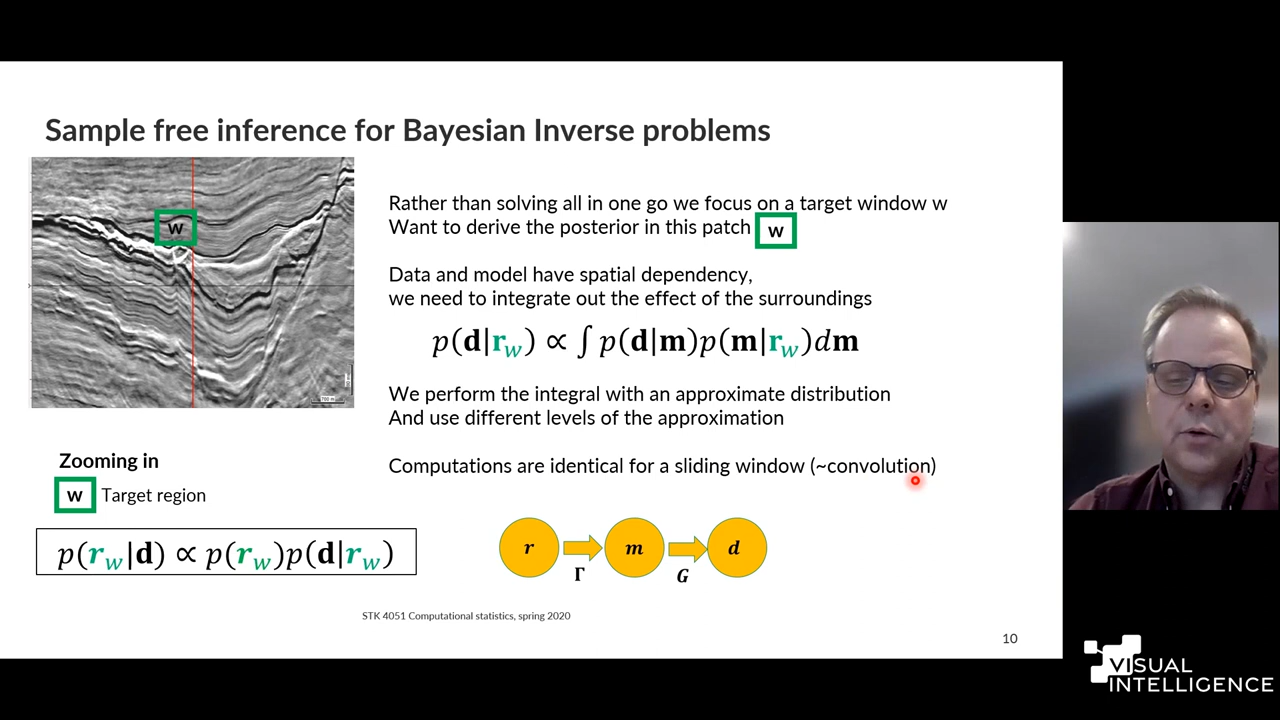 Sample free inference for Bayesian Inverse problems
w
Rather than solving all in one go we focus on a target window w
Want to derive the posterior in this patch w
Data and model have spatial dependency,
we need to integrate out the effect of the surroundings
p(d|r_w) ∝ ∫ p(d|m)p(m|r_w)dm
We perform the integral with an approximate distribution
And use different levels of the approximation
Computations are identical for a sliding window (~convolution)
Zooming in
w Target region
p(r_w|d) ∝ p(r_w)p(d|r_w)
r m d
Γ G
STK 4051 Computational statistics, spring 2020
10
VISUAL
INTELLIGENCE